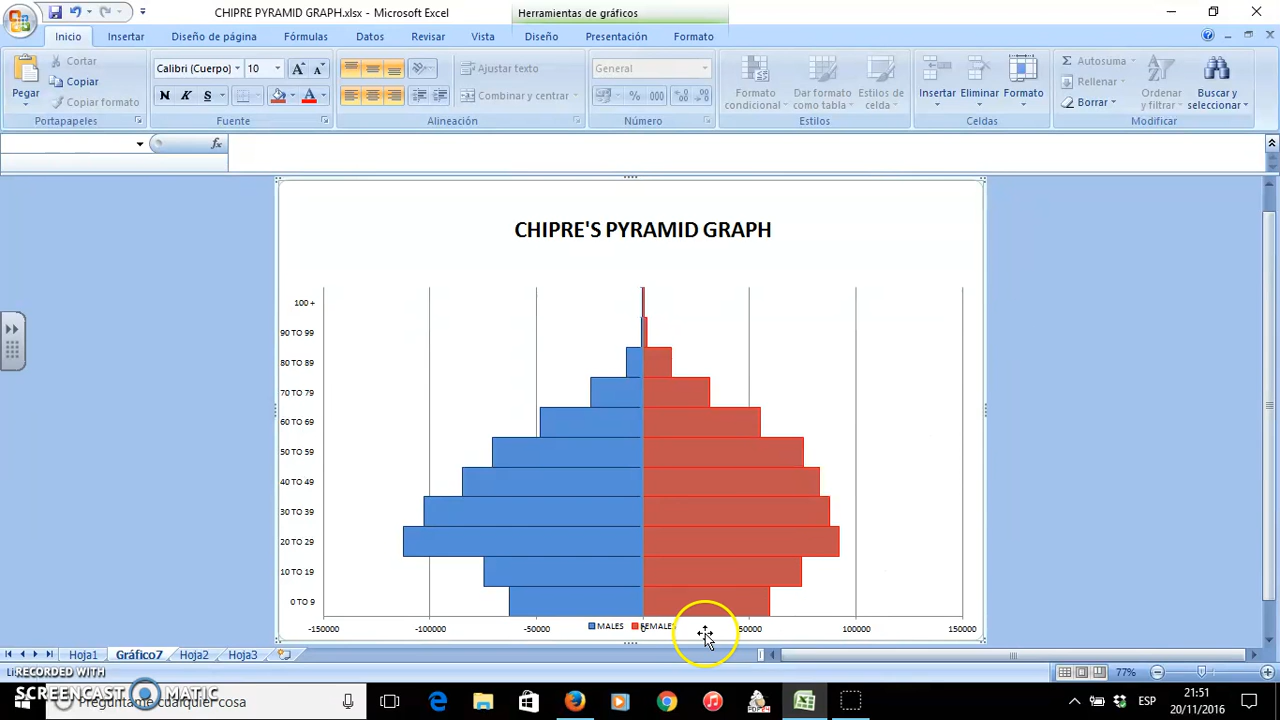 CHIPRE PYRAMID GRAPH.xlsx - Microsoft Excel
Herramientas de gráficos
Inicio Insertar Diseño de página Fórmulas Datos Revisar Vista Diseño Presentación Formato
Pegar
Cortar
Copiar
Copiar formato
Portapapeles
Calibri (Cuerpo) 10
N K S
Fuente
Ajustar texto
Combinar y centrar
Alineación
General
% 000
Número
Formato condicional
Dar formato como tabla
Estilos de celda
Estilos
Insertar Eliminar Formato
Celdas
Autosuma
Rellenar
Borrar
Ordenar y filtrar
Buscar y seleccionar
Modificar
fx
CHIPRE'S PYRAMID GRAPH
100 +
90 TO 99
80 TO 89
70 TO 79
60 TO 69
50 TO 59
40 TO 49
30 TO 39
20 TO 29
10 TO 19
0 TO 9
MALES FEMALES
-150000 -100000 -50000 0 50000 100000 150000
Hoja1 Gráfico7 Hoja2 Hoja3
77%
RECORDED WITH
SCREENCAST MATIC
Pregúntame cualquier cosa
ESP
21:51
20/11/2016